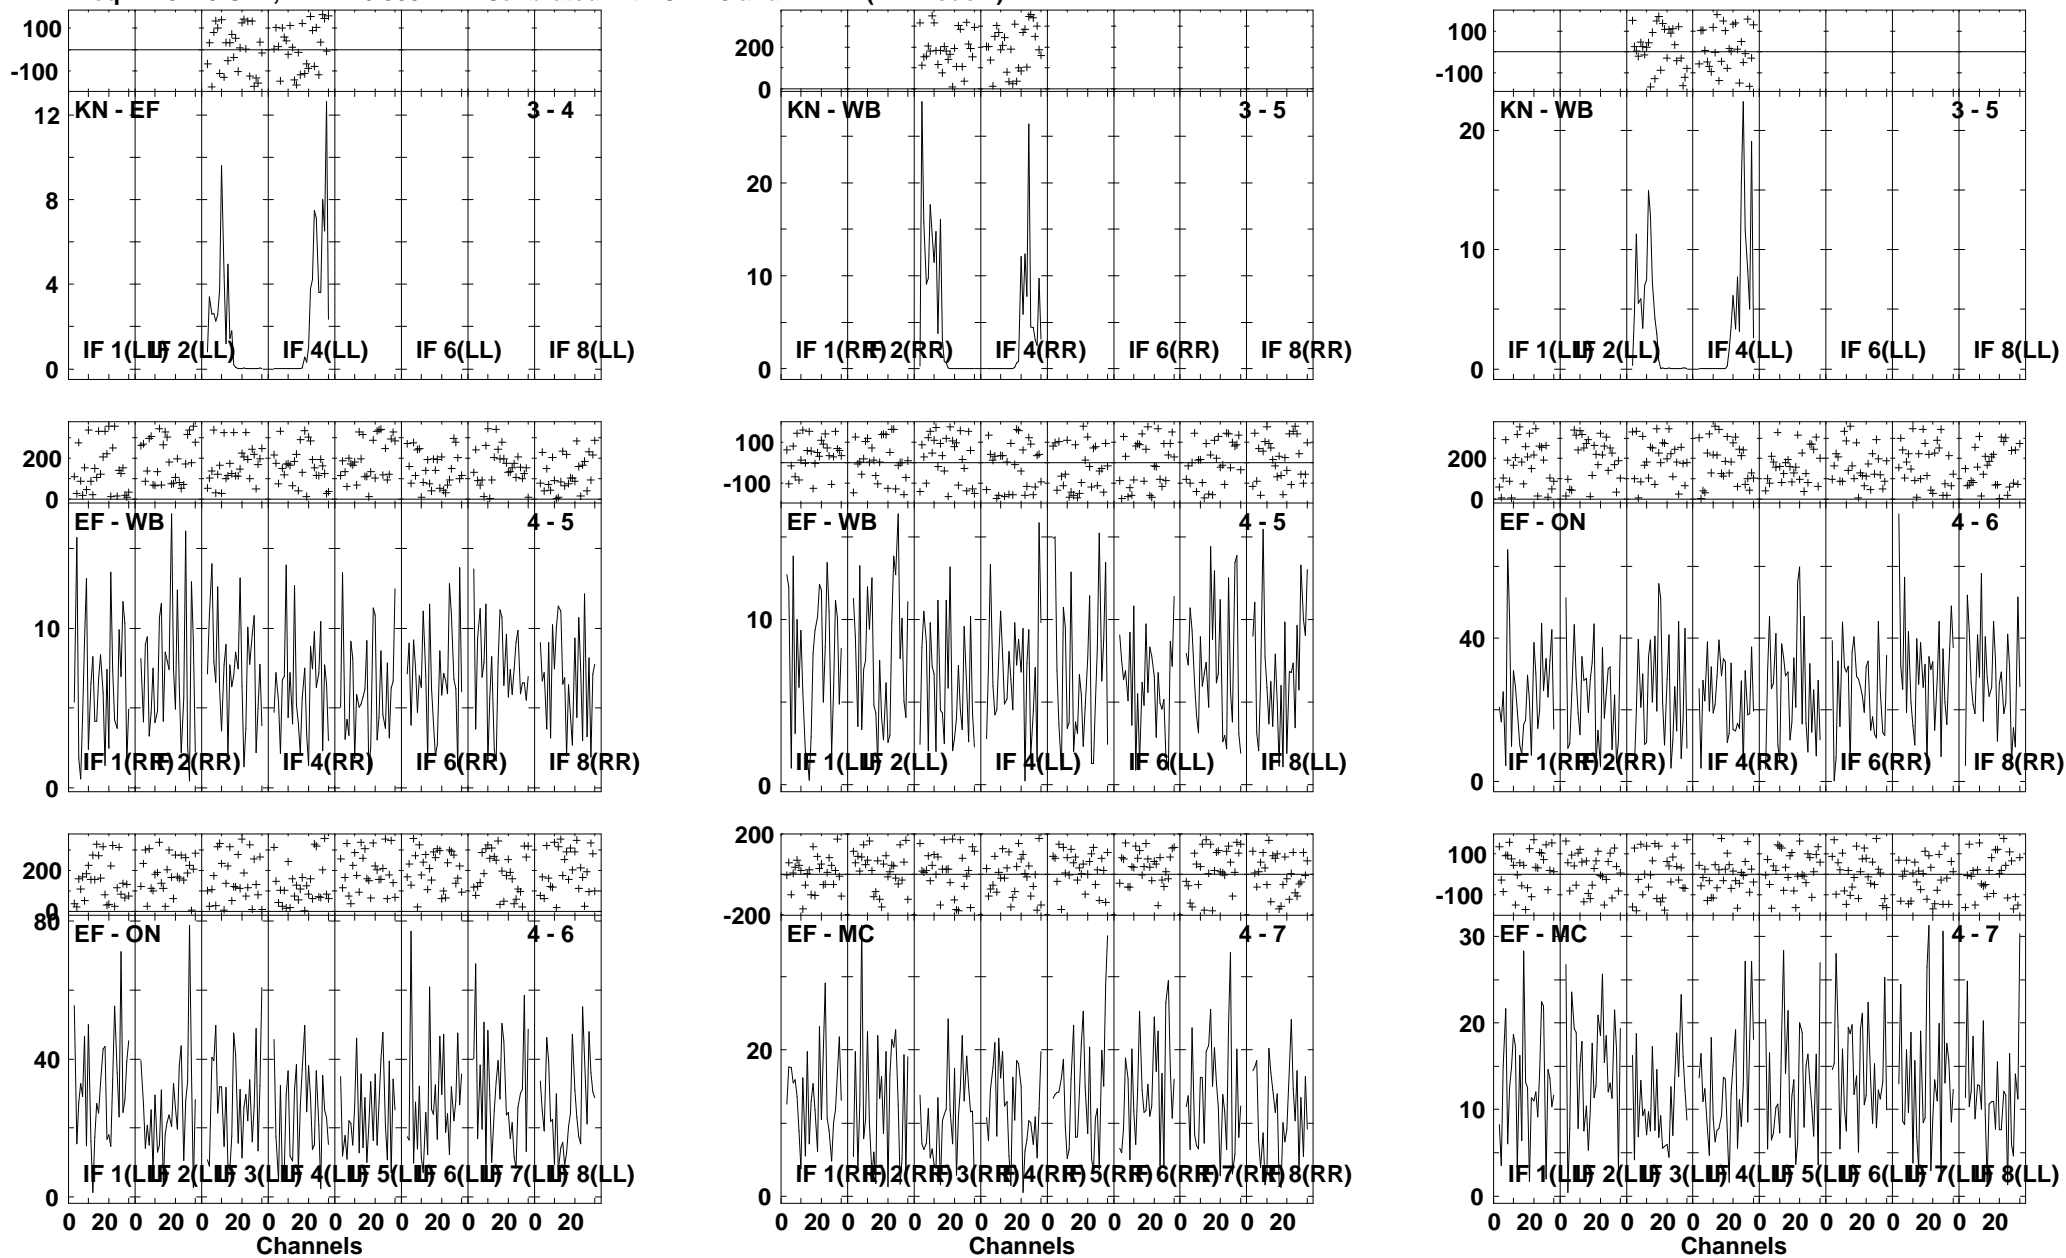 100
-100
KN - EF 3 - 4
12
8
4
0
IF 1(LL) IF 2(LL) IF 4(LL) IF 6(LL) IF 8(LL)
200
0
KN - WB 3 - 5
20
10
0
IF 1(RR) IF 2(RR) IF 4(RR) IF 6(RR) IF 8(RR)
100
-100
KN - WB 3 - 5
20
10
0
IF 1(LL) IF 2(LL) IF 4(LL) IF 6(LL) IF 8(LL)
200
0
EF - WB 4 - 5
10
0
IF 1(RR) IF 2(RR) IF 4(RR) IF 6(RR) IF 8(RR)
100
-100
EF - WB 4 - 5
10
0
IF 1(LL) IF 2(LL) IF 4(LL) IF 6(LL) IF 8(LL)
200
0
EF - ON 4 - 6
40
0
IF 1(RR) IF 2(RR) IF 4(RR) IF 6(RR) IF 8(RR)
200
0
80
EF - ON 4 - 6
40
0
IF 1(LL) IF 2(LL) IF 3(LL) IF 4(LL) IF 5(LL) IF 6(LL) IF 7(LL) IF 8(LL)
0 20 0 20 0 20 0 20 0 20 0 20 0 20 0 20
Channels
200
-200
EF - MC 4 - 7
20
0
IF 1(RR) IF 2(RR) IF 3(RR) IF 4(RR) IF 5(RR) IF 6(RR) IF 7(RR) IF 8(RR)
0 20 0 20 0 20 0 20 0 20 0 20 0 20 0 20
Channels
100
-100
EF - MC 4 - 7
30
20
10
0
IF 1(LL) IF 2(LL) IF 3(LL) IF 4(LL) IF 5(LL) IF 6(LL) IF 7(LL) IF 8(LL)
0 20 0 20 0 20 0 20 0 20 0 20 0 20 0 20
Channels